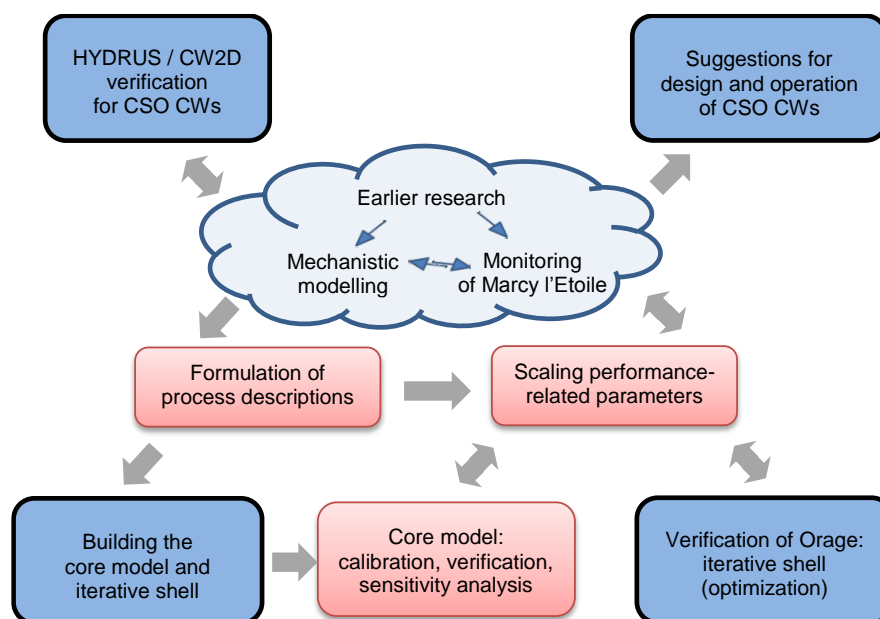 HYDRUS / CW2D
verification
for CSO CWs
Suggestions for
design and operation
of CSO CWs
Earlier research
Mechanistic
modelling
Monitoring
of Marcy l'Etoile
Formulation of
process descriptions
Scaling performance-
related parameters
Building the
core model and
iterative shell
Core model:
calibration, verification,
sensitivity analysis
Verification of Orage:
iterative shell
(optimization)